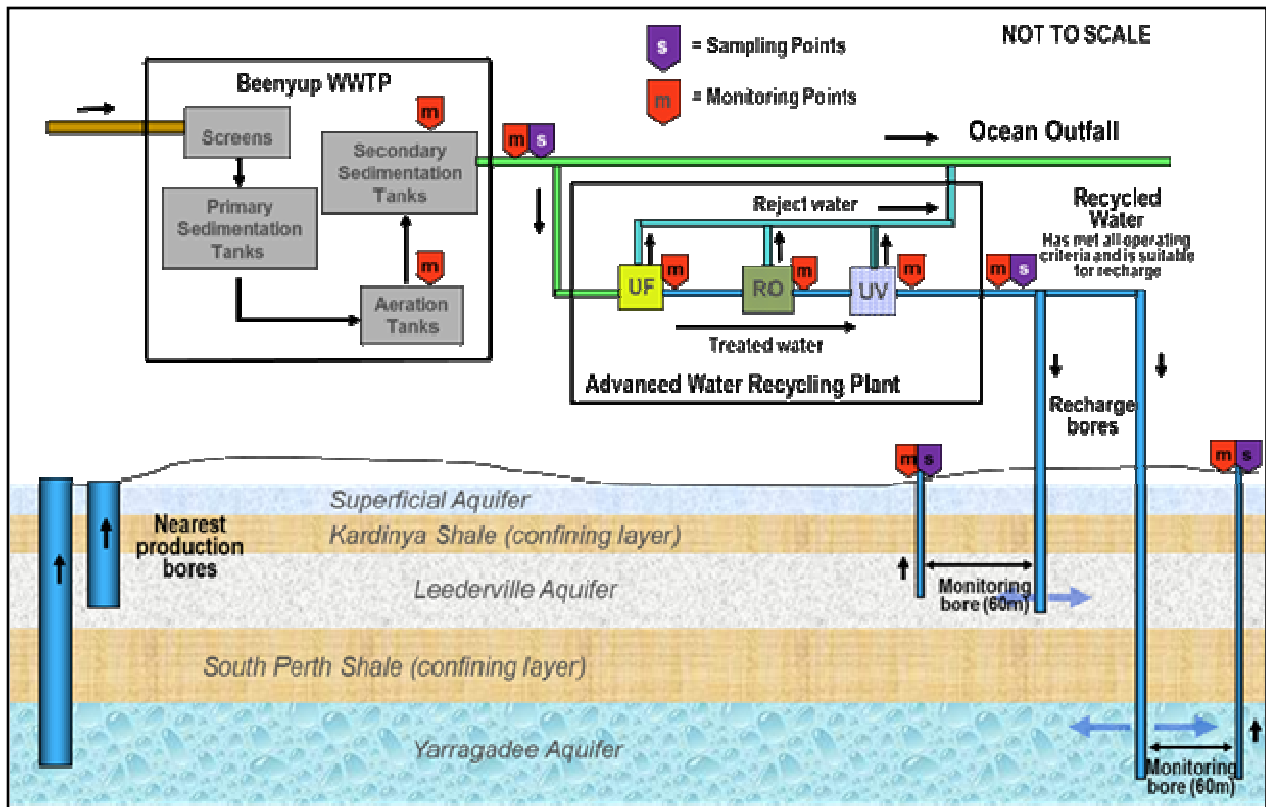 s = Sampling Points
NOT TO SCALE
m = Monitoring Points
Beenyup WWTP
Screens
Primary
Sedimentation
Tanks
m
Secondary
Sedimentation
Tanks
m
Aeration
Tanks
m s
Ocean Outfall
Reject water
Recycled
Water
Has met all operating
criteria and is suitable
for recharge
UF
m
RO
m
UV
m
m s
Treated water
Advanced Water Recycling Plant
Recharge
bores
m s
m s
Nearest
production
bores
Superficial Aquifer
Kardinya Shale (confining layer)
Leederville Aquifer
Monitoring
bore (60m)
South Perth Shale (confining layer)
Yarragadee Aquifer
Monitoring
bore (60m)